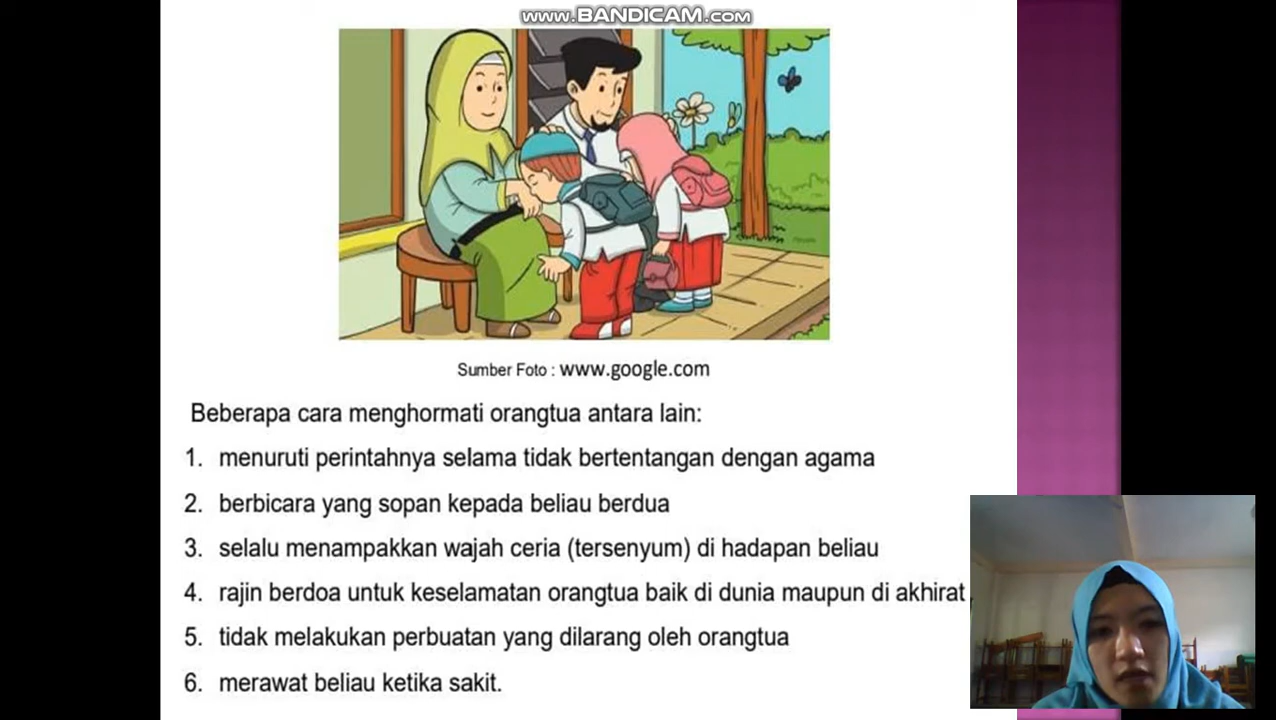 www.BANDICAM.com
Sumber Foto : www.google.com
Beberapa cara menghormati orangtua antara lain:
1. menuruti perintahnya selama tidak bertentangan dengan agama
2. berbicara yang sopan kepada beliau berdua
3. selalu menampakkan wajah ceria (tersenyum) di hadapan beliau
4. rajin berdoa untuk keselamatan orangtua baik di dunia maupun di akhirat
5. tidak melakukan perbuatan yang dilarang oleh orangtua
6. merawat beliau ketika sakit.